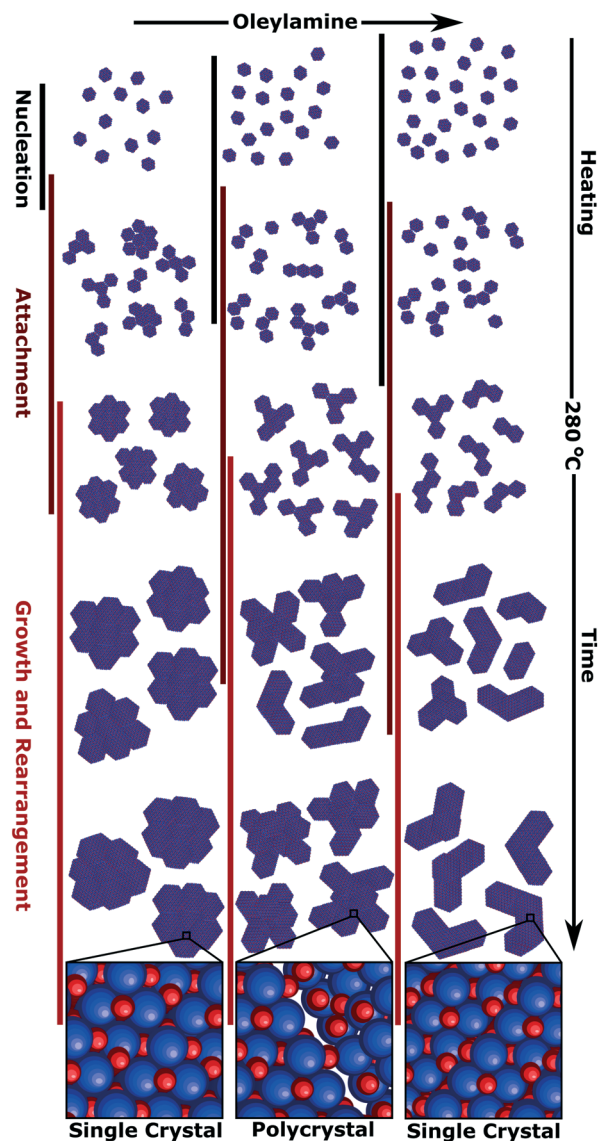 Oleylamine
Nucleation
Heating
Attachment
280 °C
Growth and Rearrangement
Time
Single Crystal
Polycrystal
Single Crystal